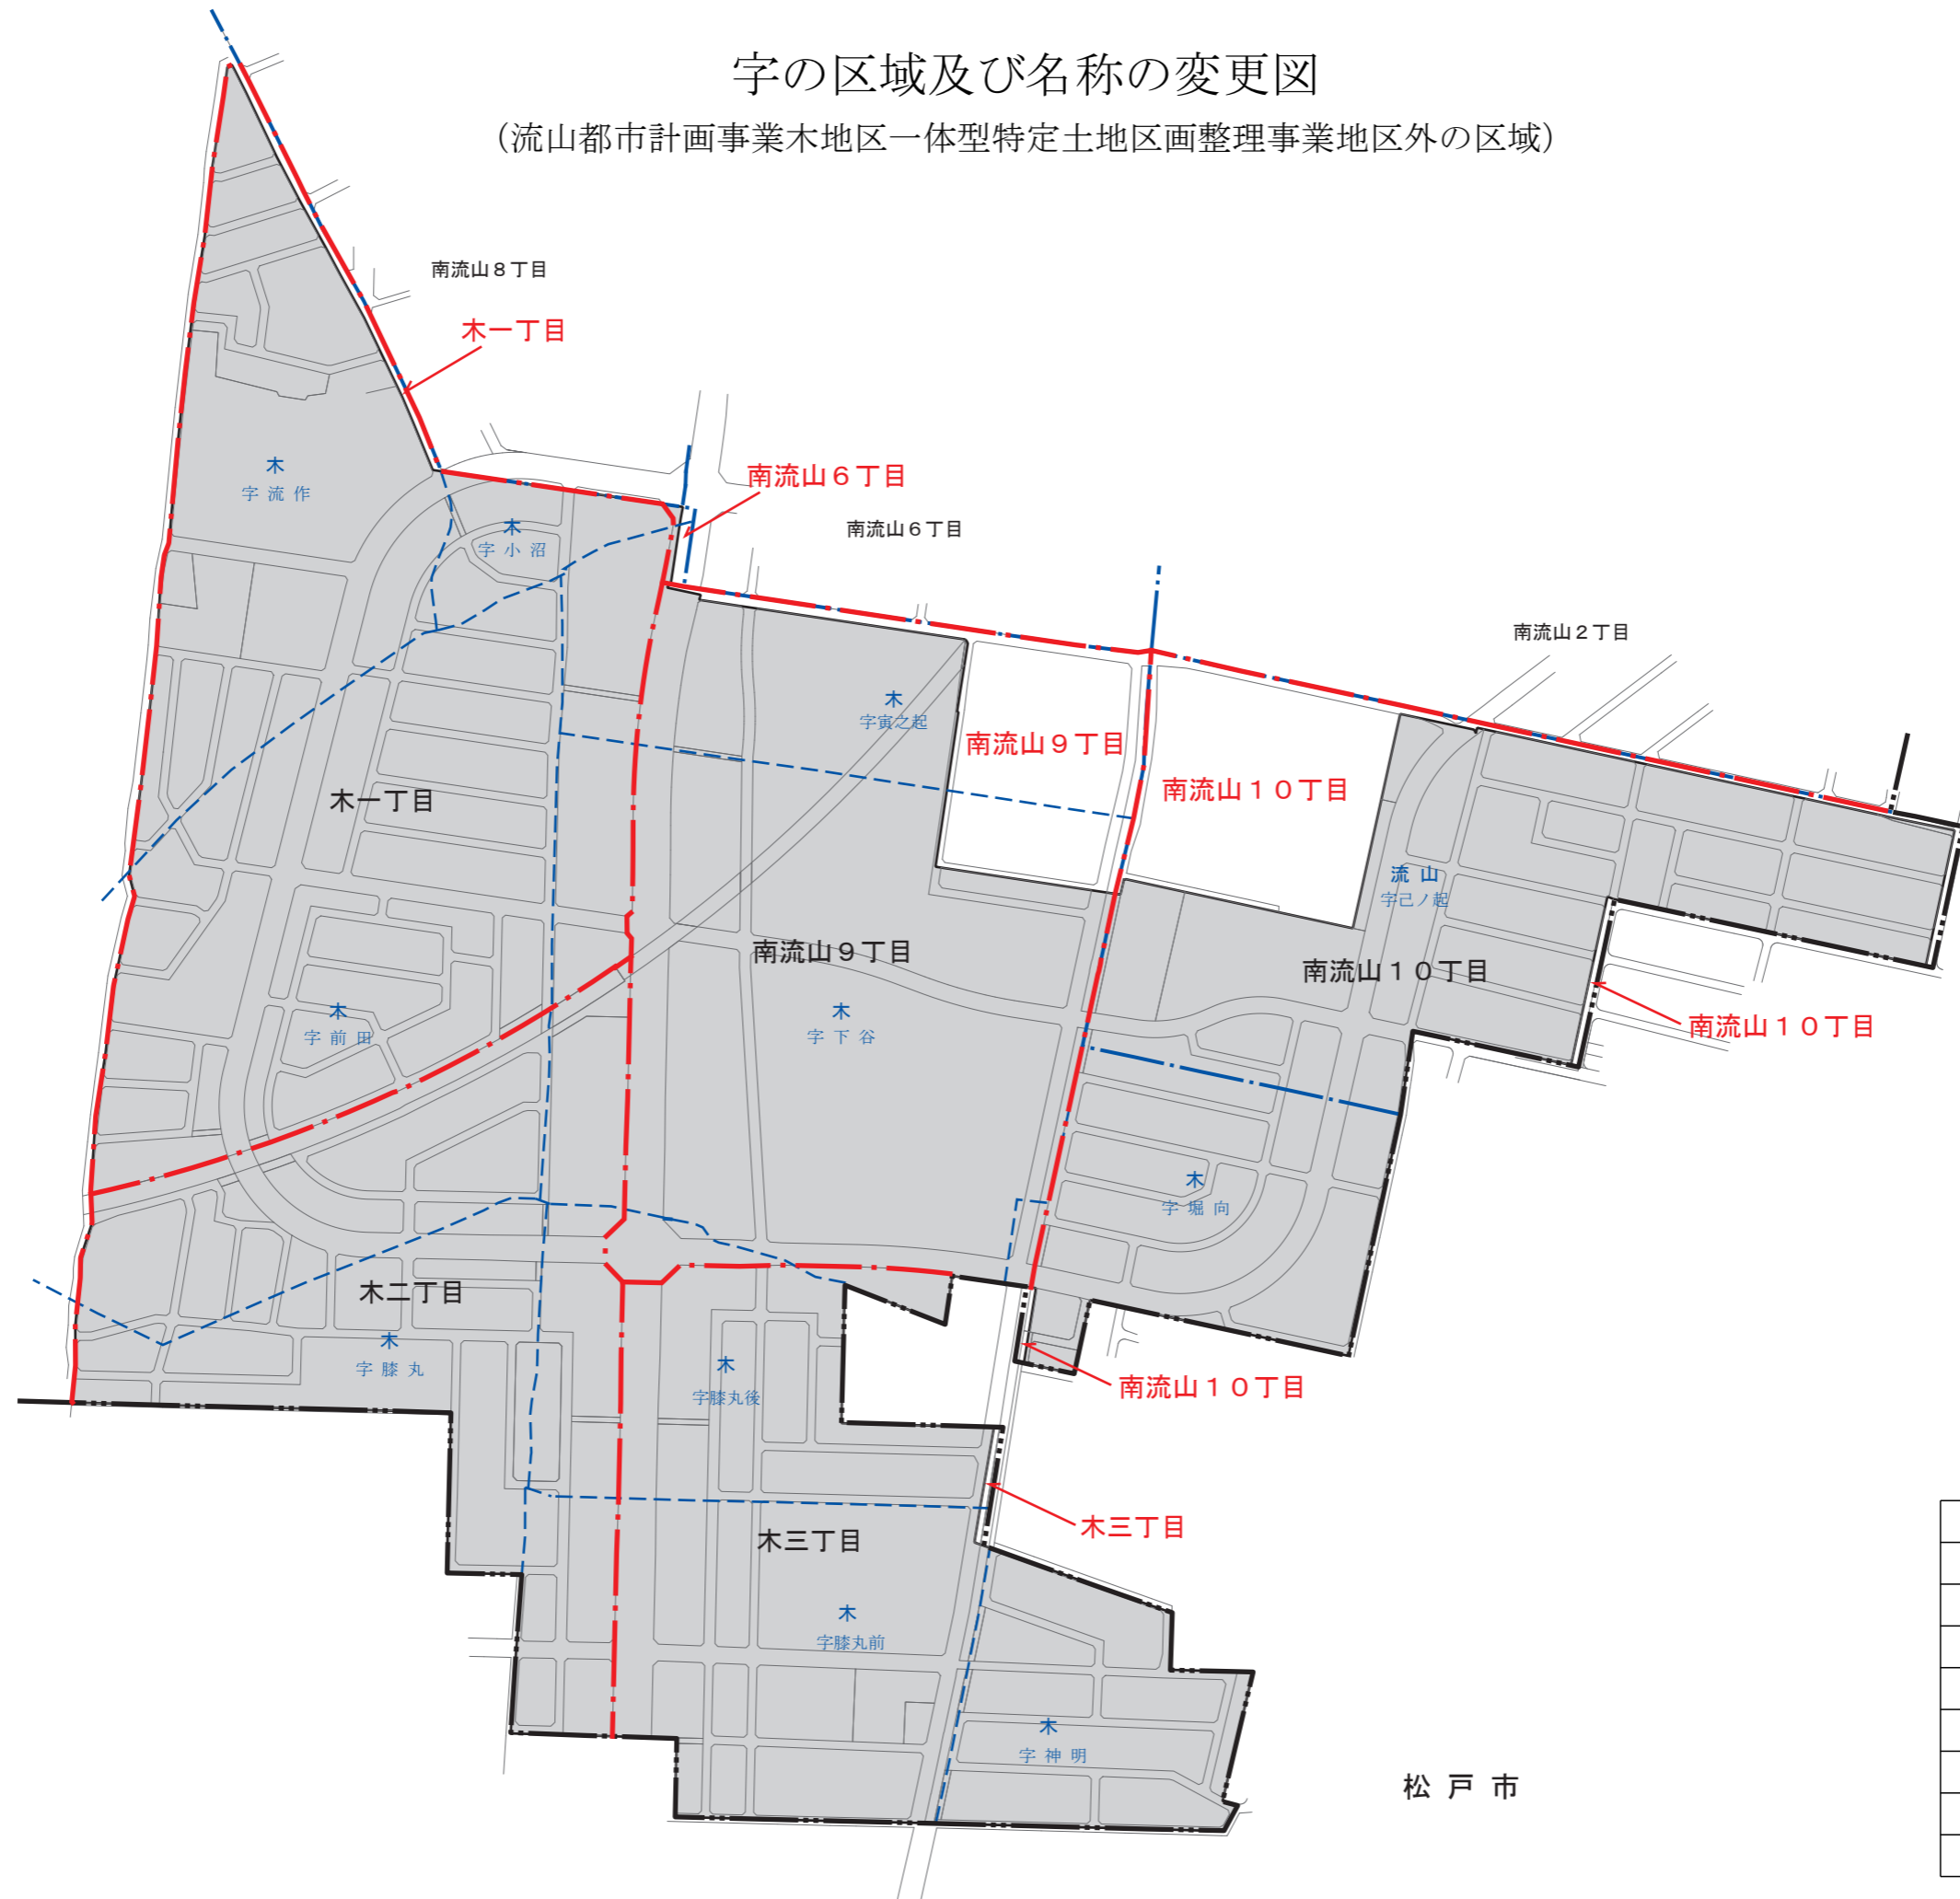 字の区域及び名称の変更図
（流山都市計画事業木地区一体型特定土地区画整理事業地区外の区域）
南流山８丁目
木一丁目
木
字 流 作
木
字 小 沼
南流山６丁目
南流山６丁目
南流山２丁目
木
字寅之起
南流山９丁目
南流山１０丁目
木一丁目
流 山
字己ノ起
南流山９丁目
南流山１０丁目
木
字 前 田
木
字 下 谷
南流山１０丁目
木
字 堀 向
木二丁目
木
字 膝 丸
木
字膝丸後
南流山１０丁目
木三丁目
木三丁目
木
字膝丸前
木
字 神 明
松 戸 市